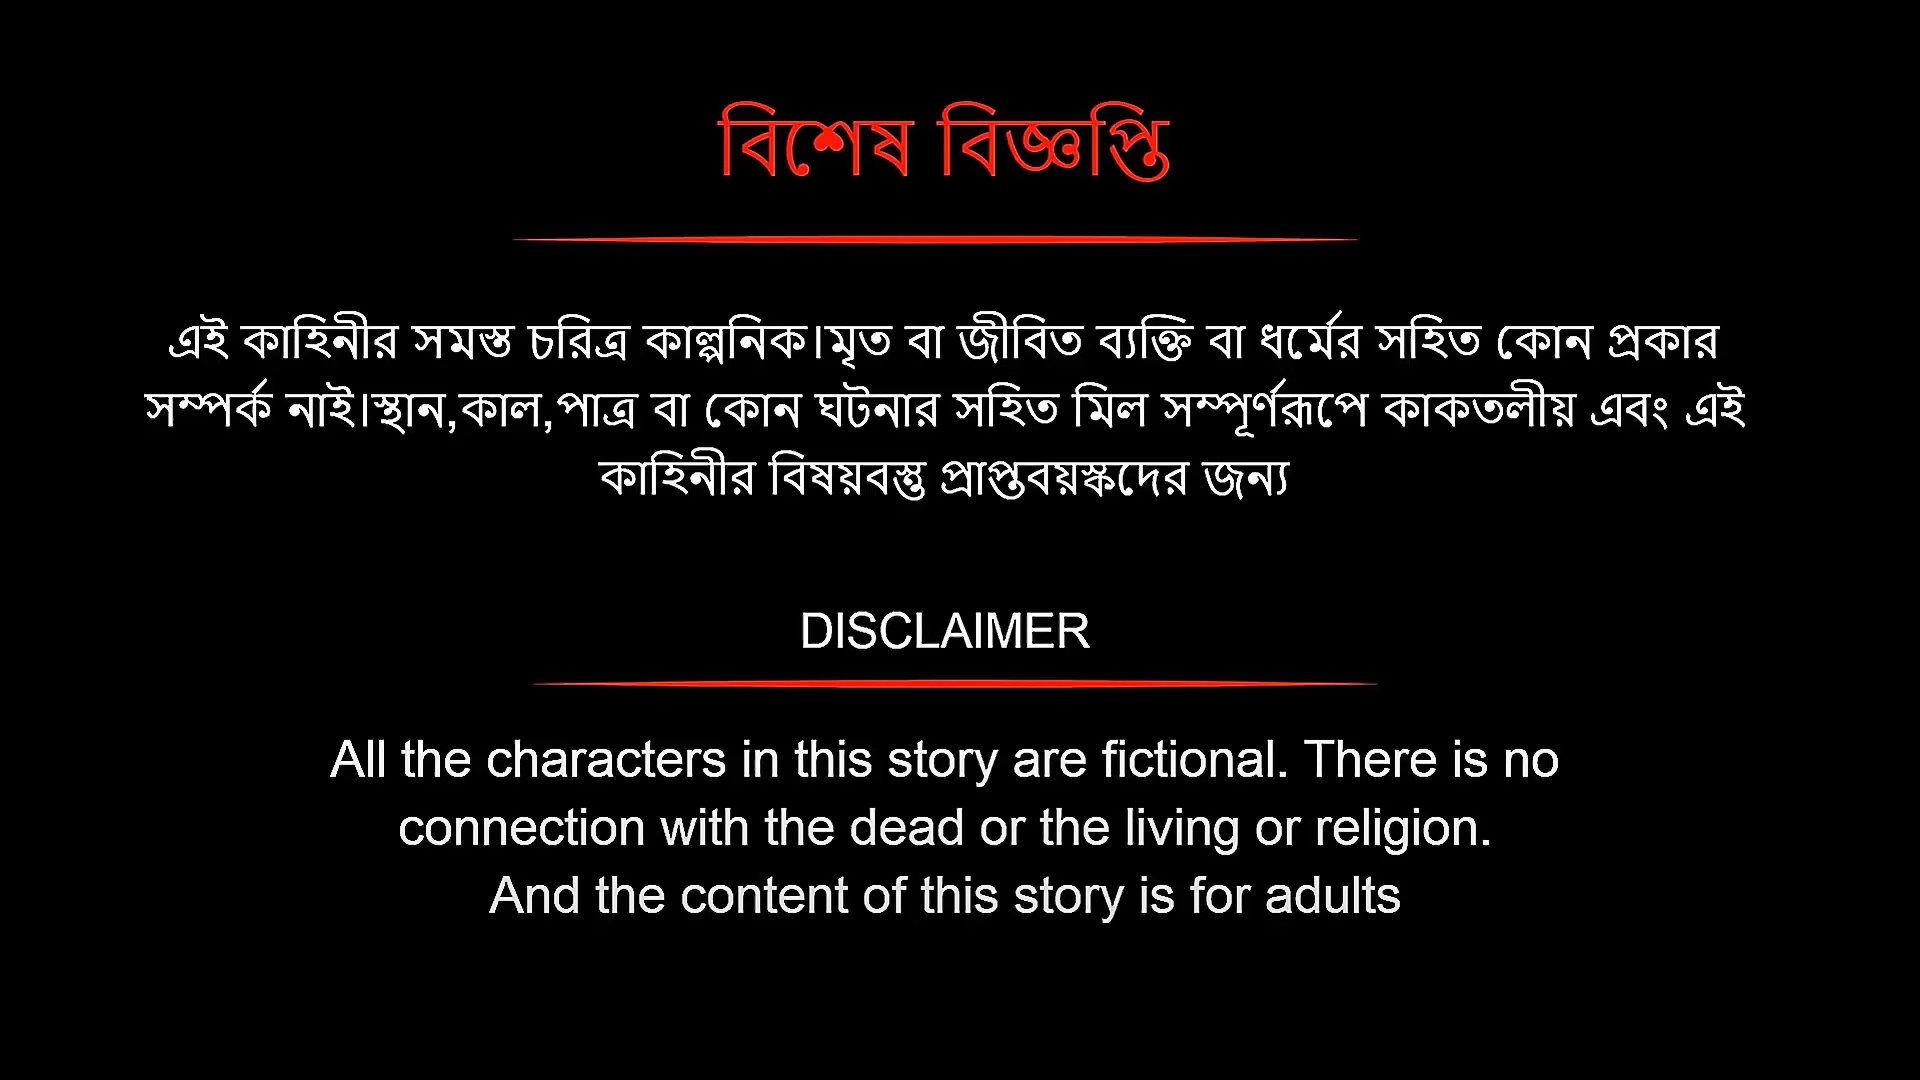 বিশেষ বিজ্ঞপ্তি
এই কাহিনীর সমস্ত চরিত্র কাল্পনিক।মৃত বা জীবিত ব্যক্তি বা ধর্মের সহিত কোন প্রকার
সম্পর্ক নাই।স্থান,কাল,পাত্র বা কোন ঘটনার সহিত মিল সম্পূর্ণরূপে কাকতলীয় এবং এই
কাহিনীর বিষয়বস্তু প্রাপ্তবয়স্কদের জন্য
DISCLAIMER
All the characters in this story are fictional. There is no
connection with the dead or the living or religion.
And the content of this story is for adults